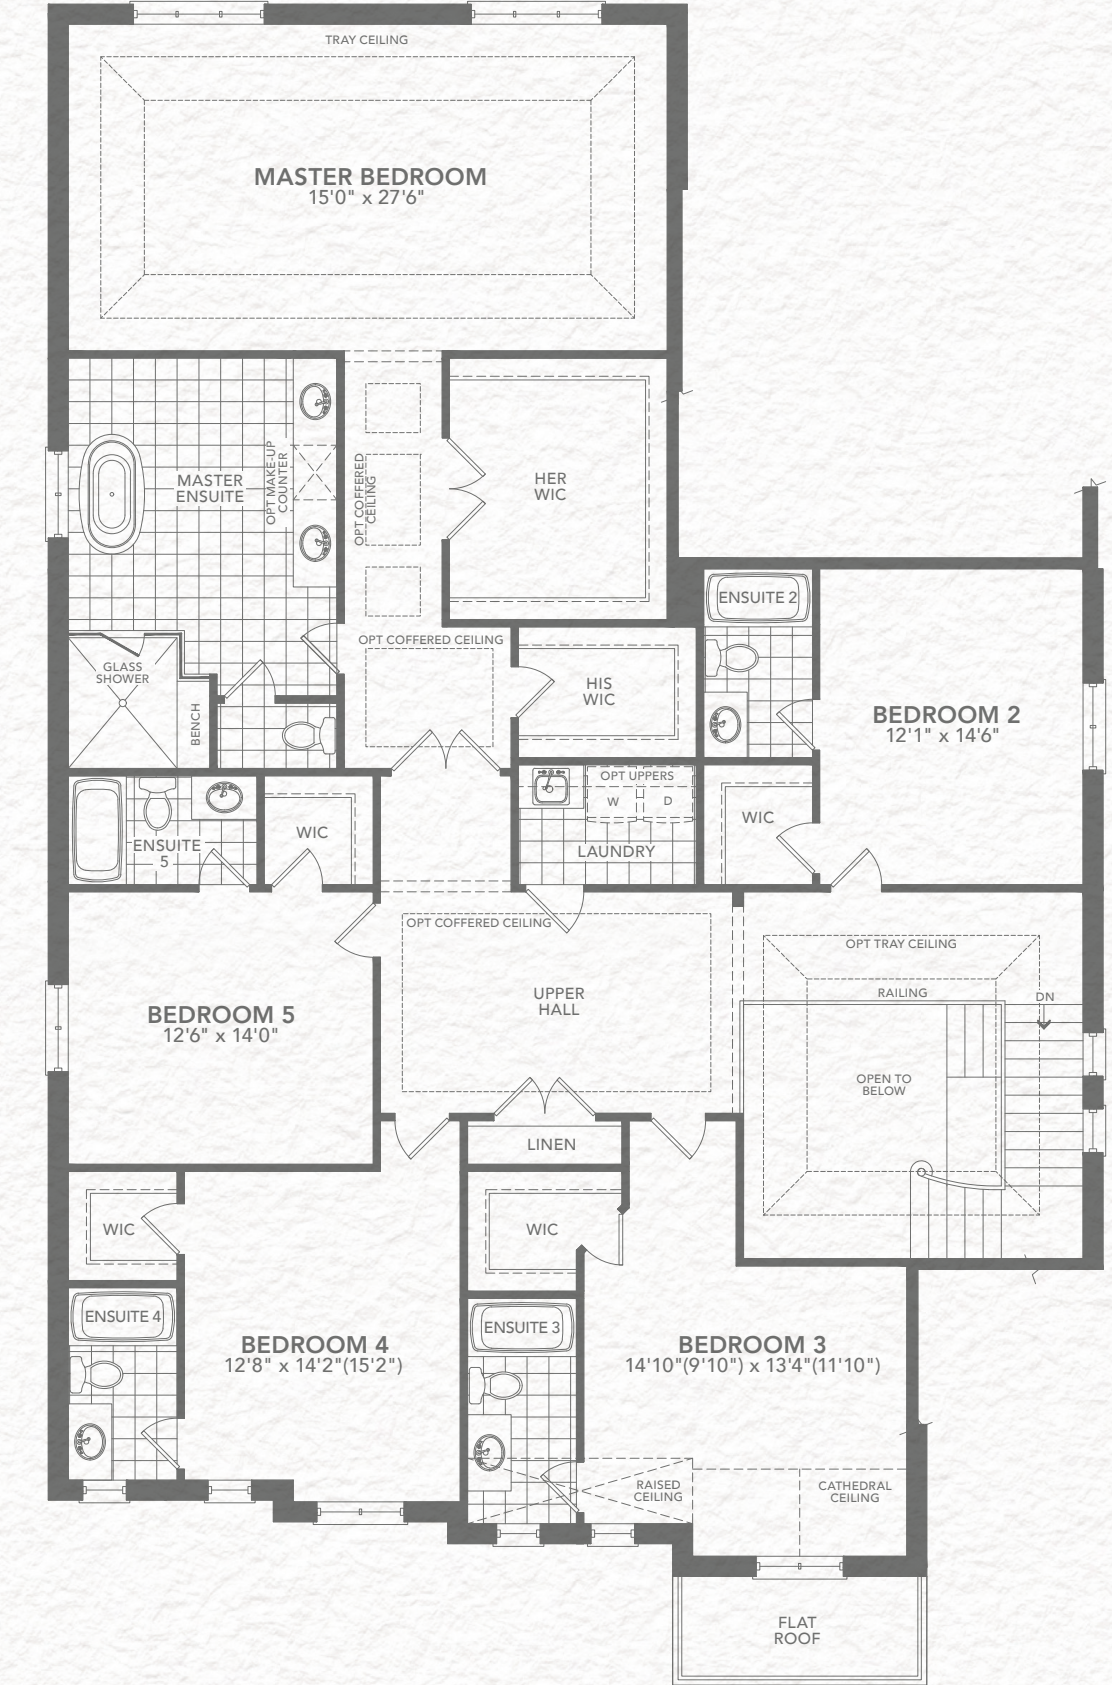 TRAY CEILING
MASTER BEDROOM
15'0" x 27'6"
MASTER
ENSUITE
OPT MAKE-UP
COUNTER
OPT COFFERED
CEILING
HER
WIC
ENSUITE 2
OPT COFFERED CEILING
GLASS
SHOWER
BENCH
HIS
WIC
BEDROOM 2
12'1" x 14'6"
OPT UPPERS
W
D
LAUNDRY
WIC
WIC
ENSUITE
5
OPT COFFERED CEILING
OPT TRAY CEILING
RAILING
DN
UPPER
HALL
BEDROOM 5
12'6" x 14'0"
OPEN TO
BELOW
LINEN
WIC
WIC
ENSUITE 4
ENSUITE 3
BEDROOM 4
12'8" x 14'2"(15'2")
BEDROOM 3
14'10"(9'10") x 13'4"(11'10")
RAISED
CEILING
CATHEDRAL
CEILING
FLAT
ROOF